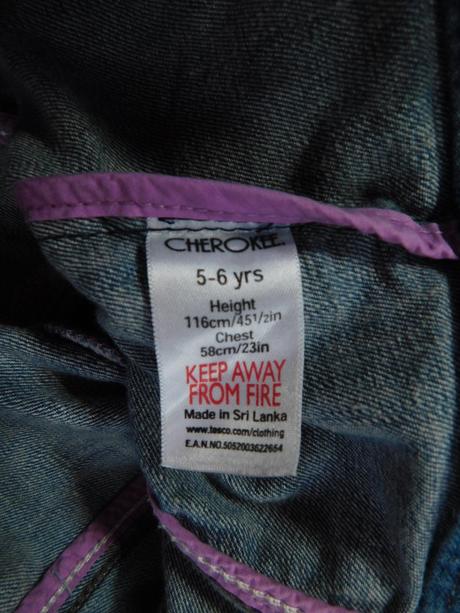 CHEROKEE.
5-6 yrs
Height
116cm/45½in
Chest
58cm/23in
KEEP AWAY
FROM FIRE
Made in Sri Lanka
www.tesco.com/clothing
E.A.N.NO.5052003622654